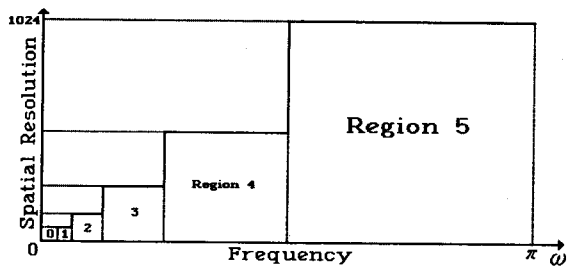 1024
Spatial Resolution
Region 5
Region 4
3
2
0 1
0
Frequency
π ω